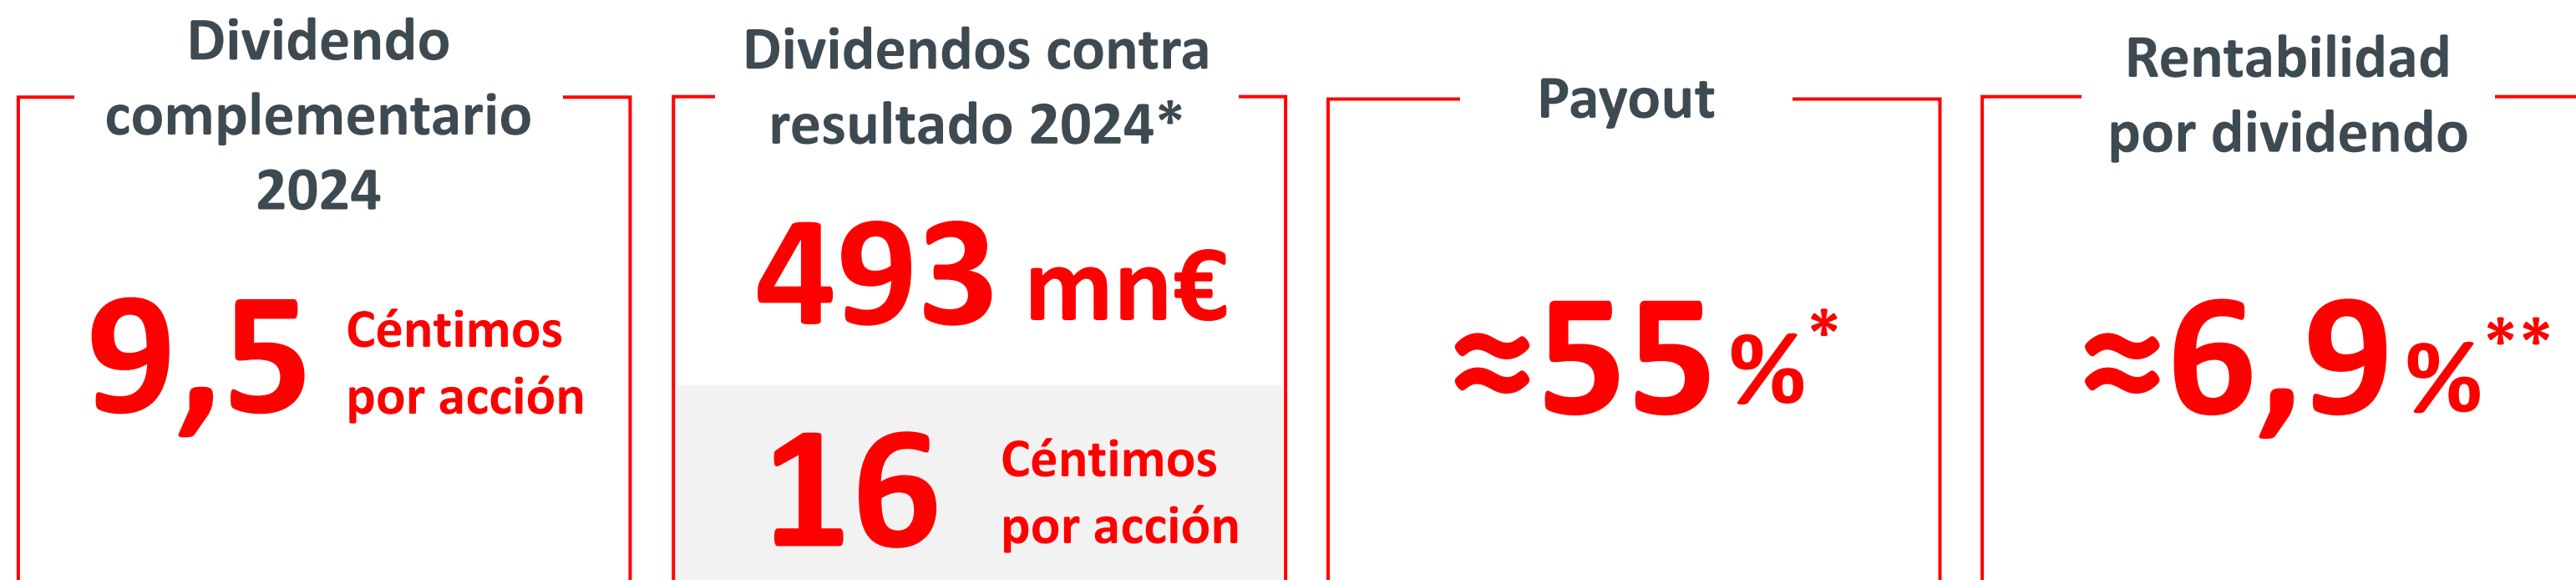 Dividendo
complementario
2024
9,5 Céntimos
por acción
Dividendos contra
resultado 2024*
493 mn€
16 Céntimos
por acción
Payout
≈55%*
Rentabilidad
por dividendo
≈6,9%**